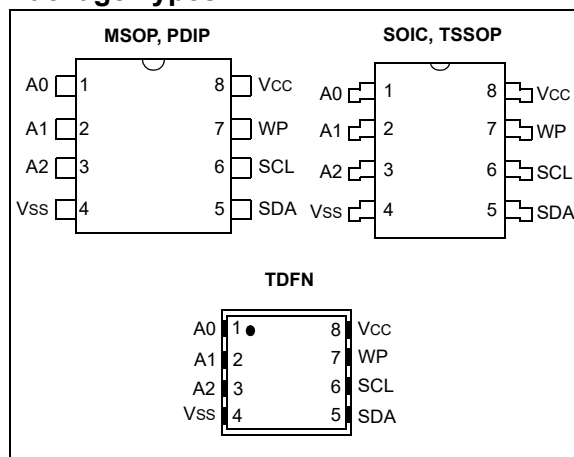 ackage Types
MSOP, PDIP
A0 1 8 VCC
A1 2 7 WP
A2 3 6 SCL
VSS 4 5 SDA
SOIC, TSSOP
A0 1 8 VCC
A1 2 7 WP
A2 3 6 SCL
VSS 4 5 SDA
TDFN
A0 1 8 VCC
A1 2 7 WP
A2 3 6 SCL
VSS 4 5 SDA